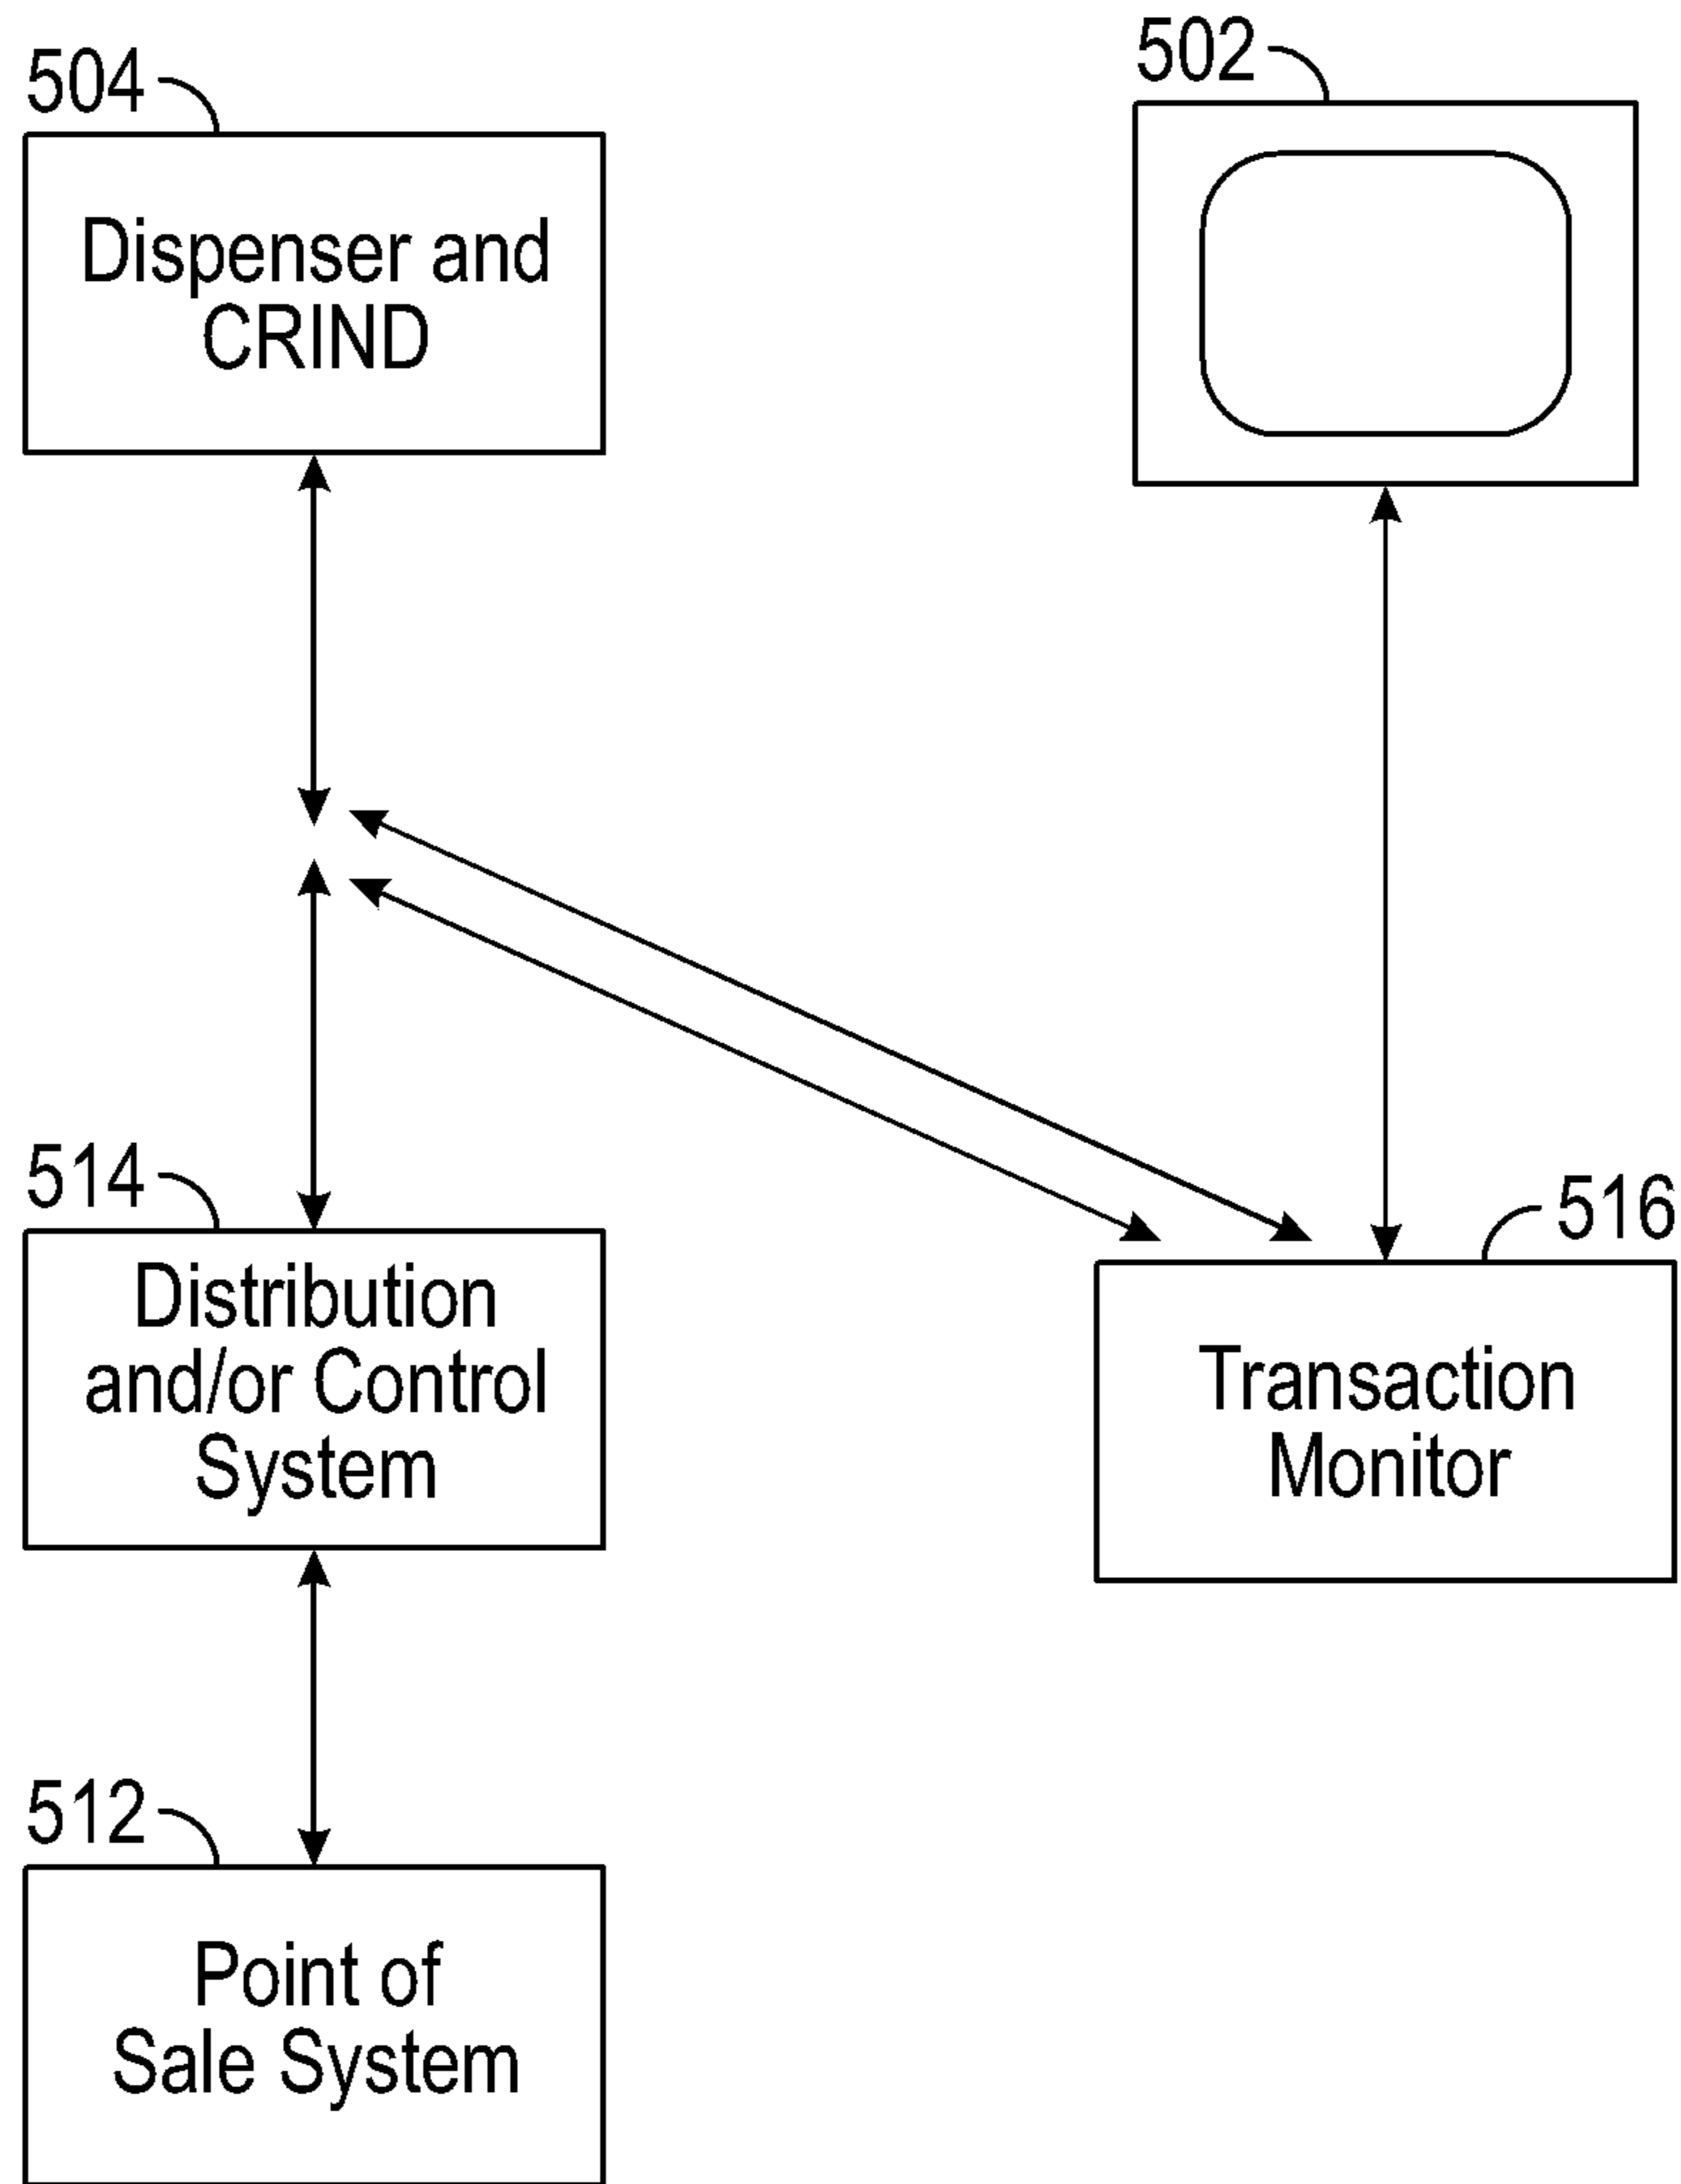 504
502
Dispenser and
CRIND
514
516
Distribution
and/or Control
System
Transaction
Monitor
512
Point of
Sale System